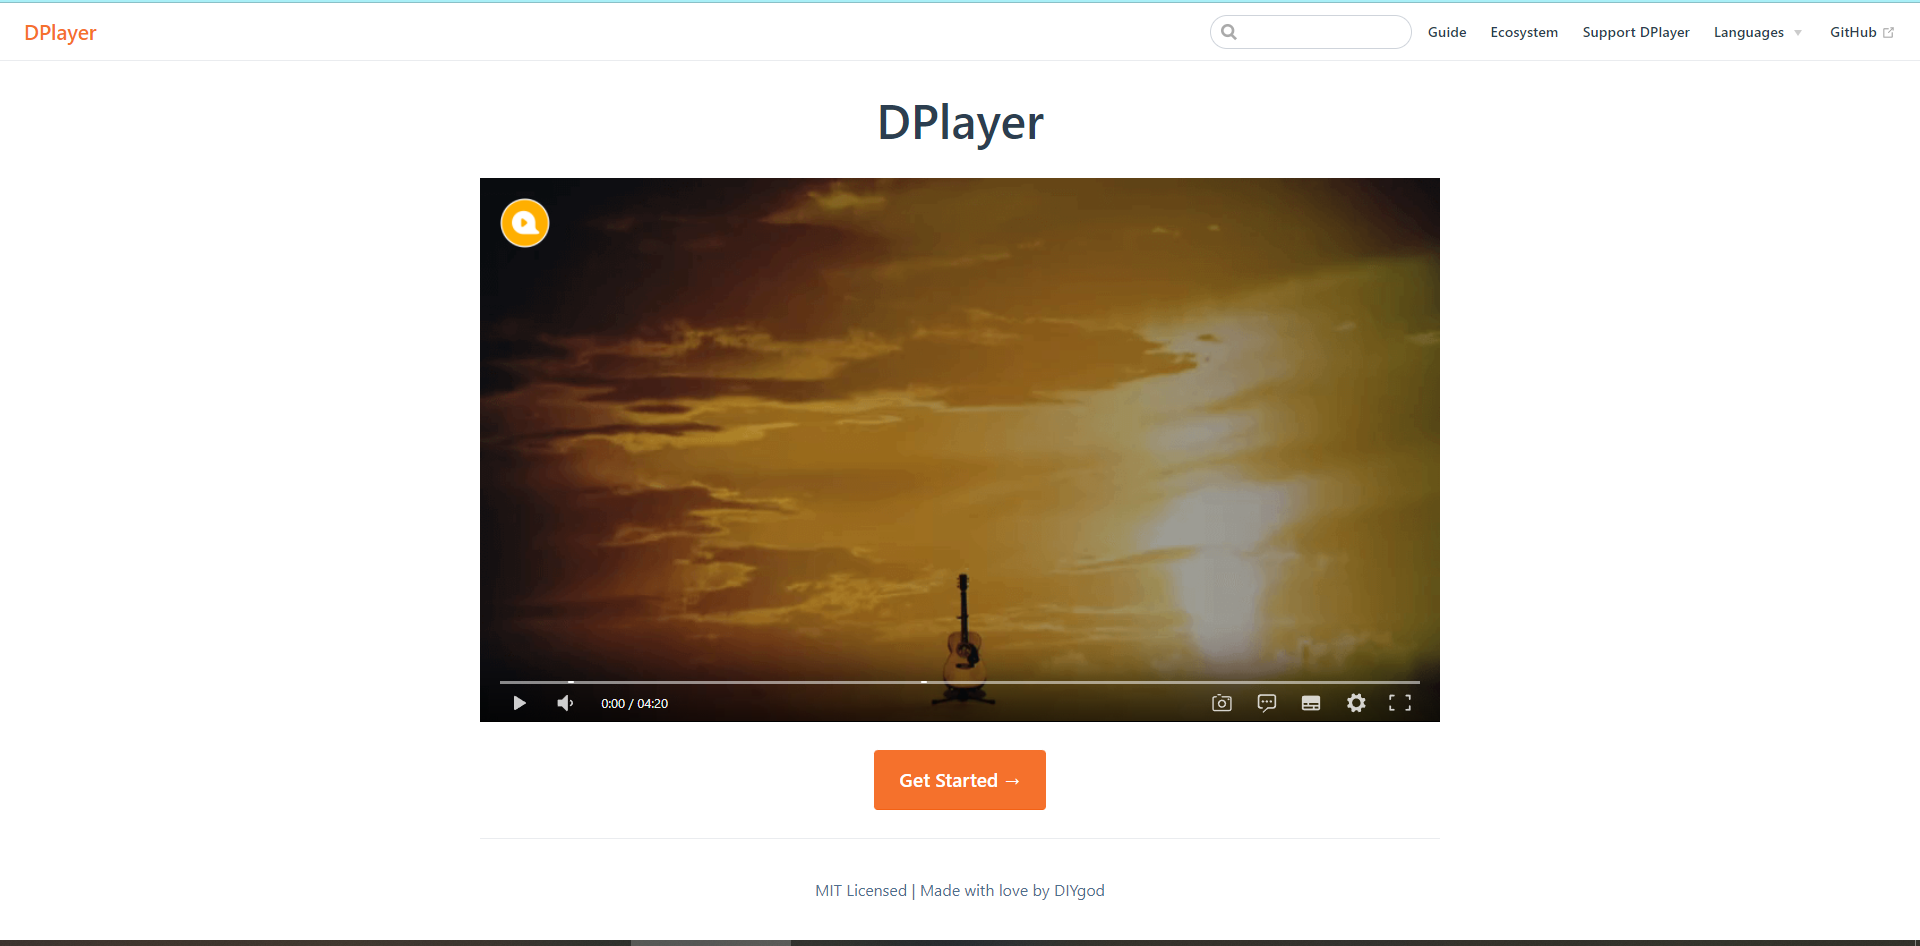 DPlayer
Guide
Ecosystem
Support DPlayer
Languages
GitHub
DPlayer
0:00 / 04:20
Get Started →
MIT Licensed | Made with love by DIYgod